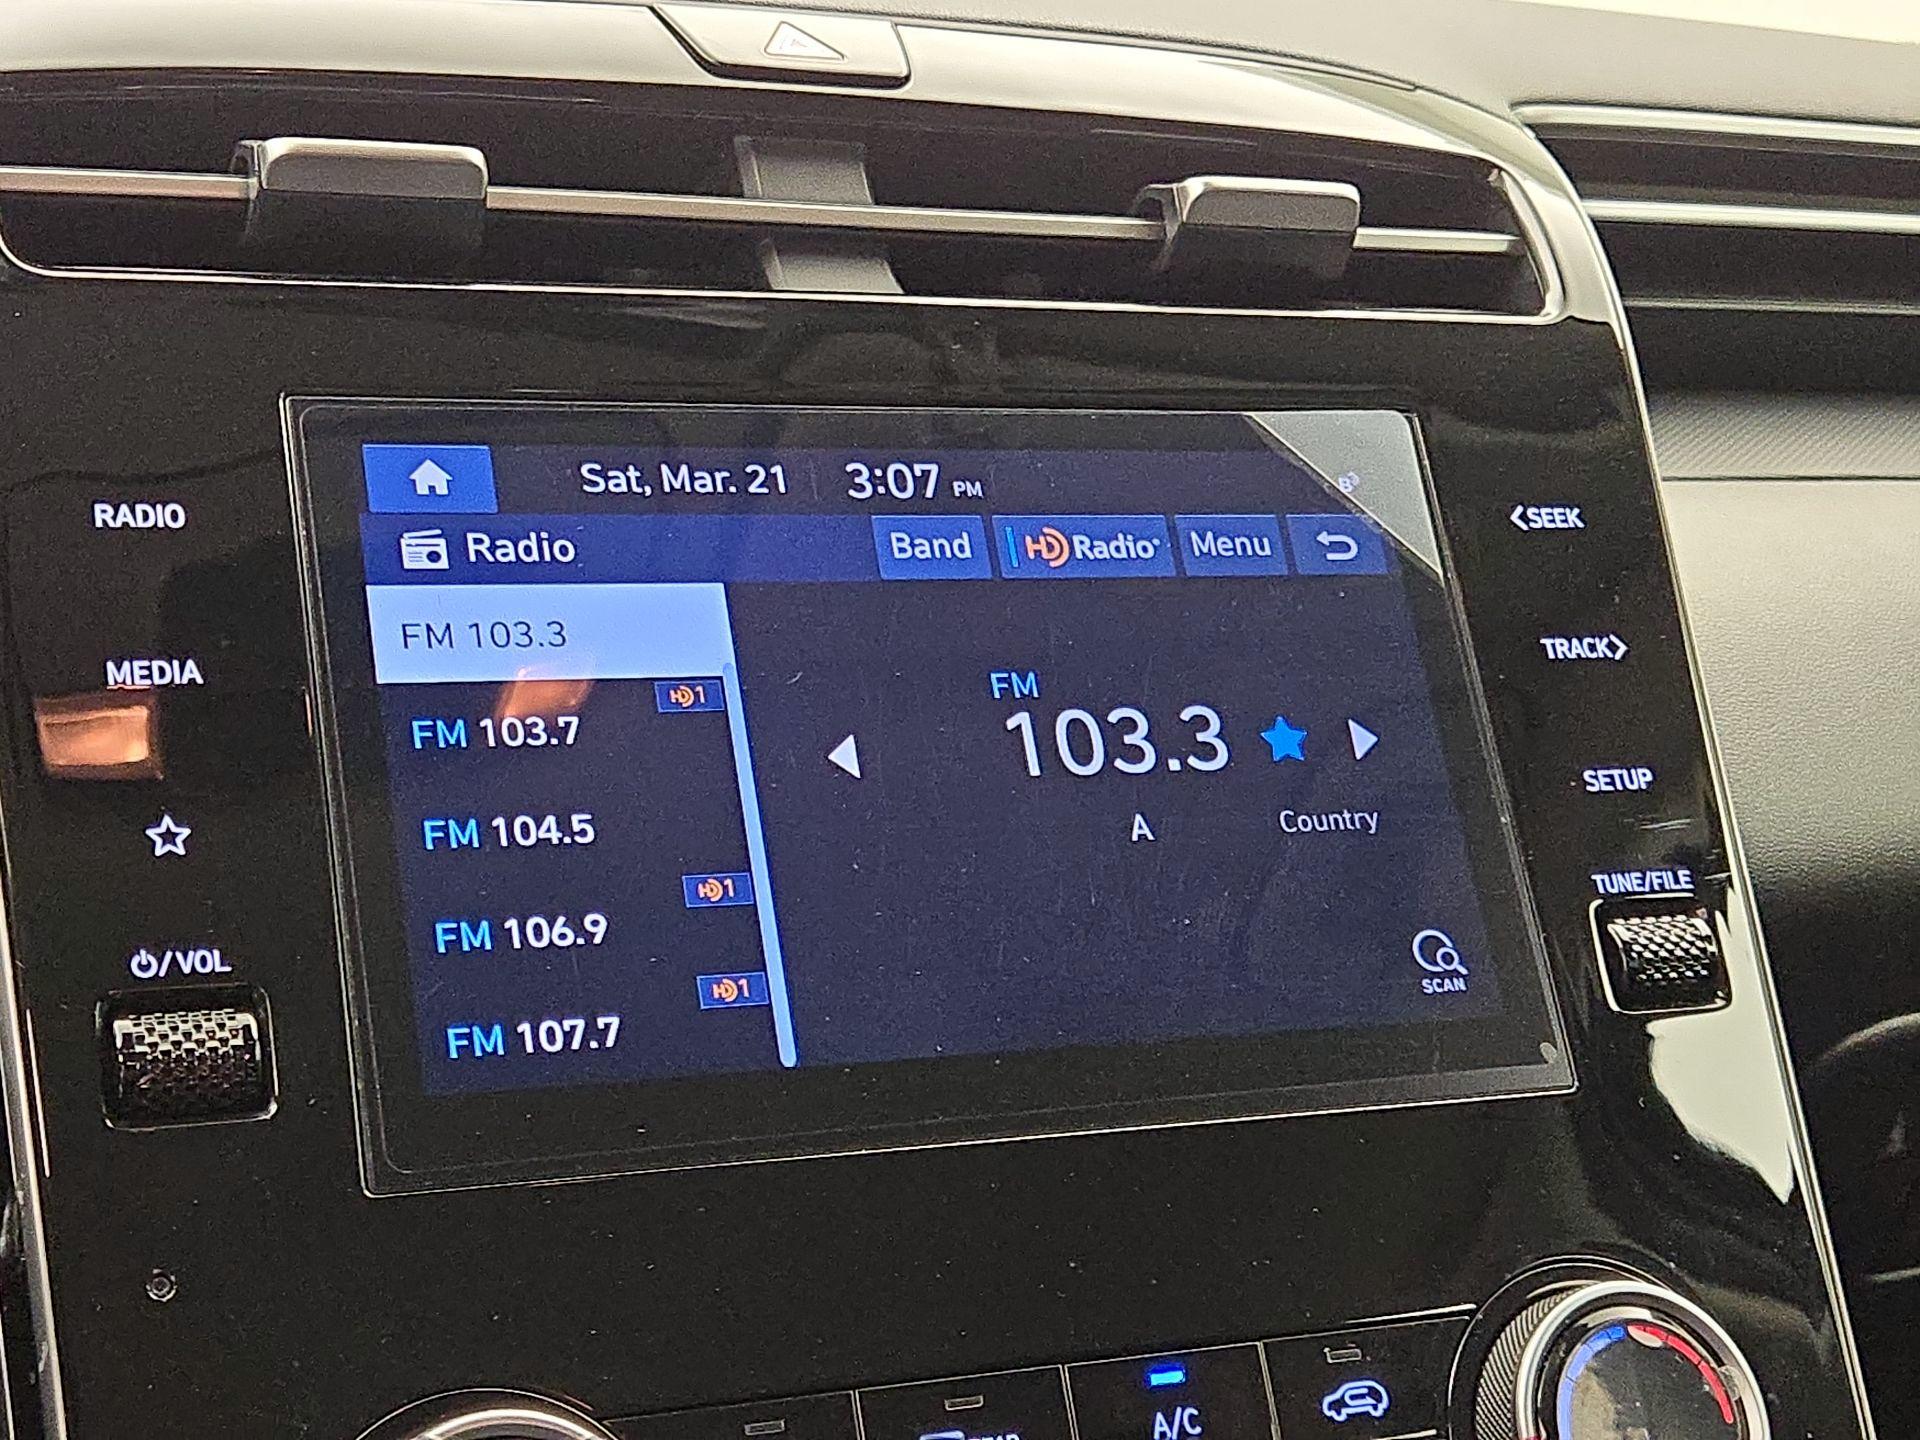 Sat, Mar. 21 3:07 PM
RADIO
<SEEK
Radio Band HD Radio Menu
FM 103.3
FM
MEDIA
TRACK>
HD1
FM 103.7
103.3
SETUP
FM 104.5
A Country
HD1
TUNE/FILE
FM 106.9
/VOL
SCAN
HD1
FM 107.7
A/C